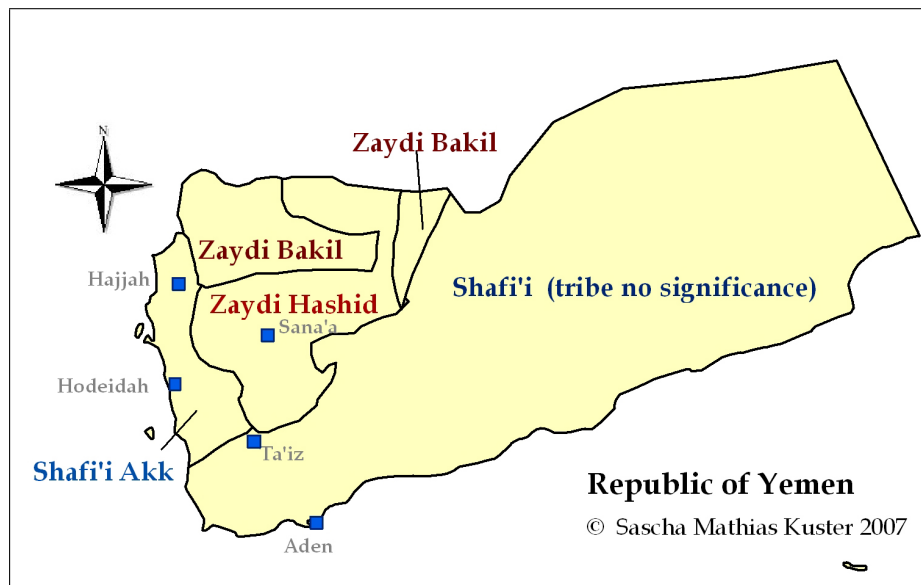 N
Zaydi Bakil
Zaydi Bakil
Hajjah
Zaydi Hashid
Shafi'i (tribe no significance)
Sana'a
Hodeidah
Ta'iz
Shafi'i Akk
Republic of Yemen
© Sascha Mathias Kuster 2007
Aden